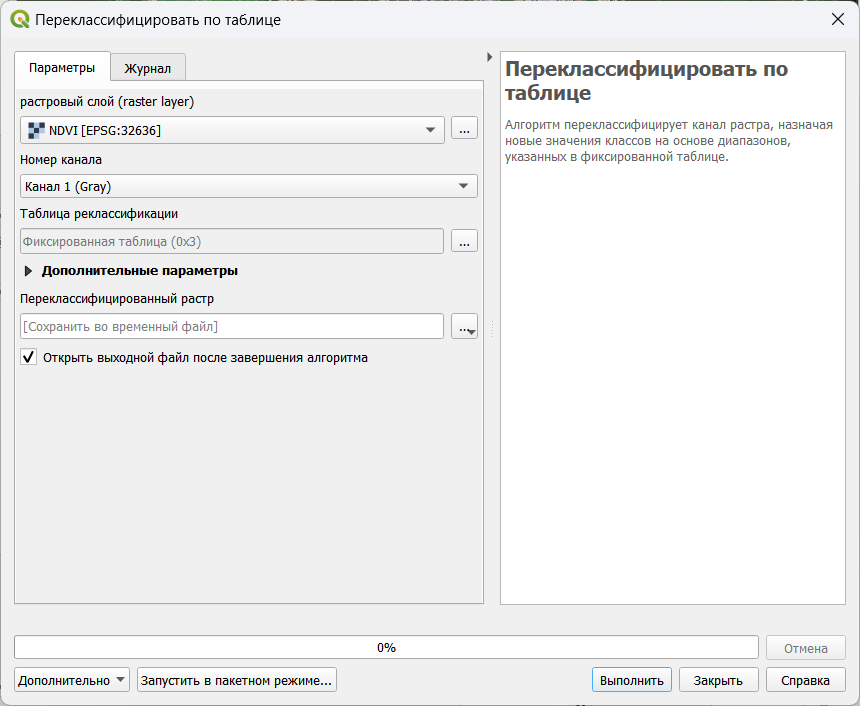 Переклассифицировать по таблице
Параметры
Журнал
растровый слой (raster layer)
NDVI [EPSG:32636]
...
Номер канала
Канал 1 (Gray)
Таблица реклассификации
Фиксированная таблица (0x3)
...
Дополнительные параметры
Переклассифицированный растр
[Сохранить во временный файл]
...
Открыть выходной файл после завершения алгоритма
Переклассифицировать по
таблице
Алгоритм переклассифицирует канал растра, назначая
новые значения классов на основе диапазонов,
указанных в фиксированной таблице.
0%
Отмена
Дополнительно
Запустить в пакетном режиме...
Выполнить
Закрыть
Справка